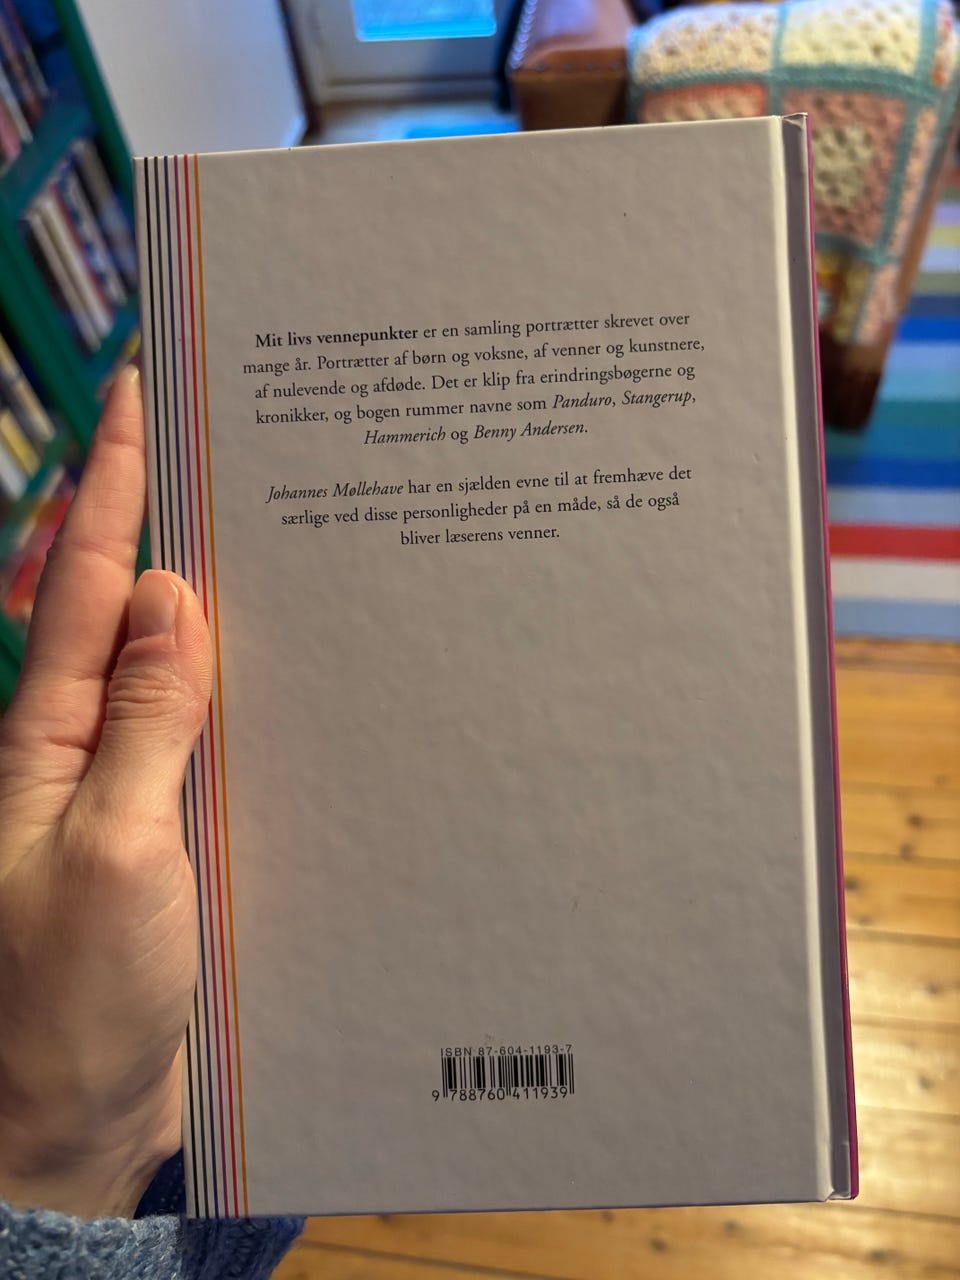 Mit livs vennepunkter er en samling portrætter skrevet over
mange år. Portrætter af børn og voksne, af venner og kunstnere,
af nulevende og afdøde. Det er klip fra erindringsbøgerne og
kronikker, og bogen rummer navne som Panduro, Stangerup,
Hammerich og Benny Andersen.
Johannes Møllehave har en sjælden evne til at fremhæve det
særlige ved disse personligheder på en måde, så de også
bliver læserens venner.
ISBN 87-604-1193-7
9 788760 411939